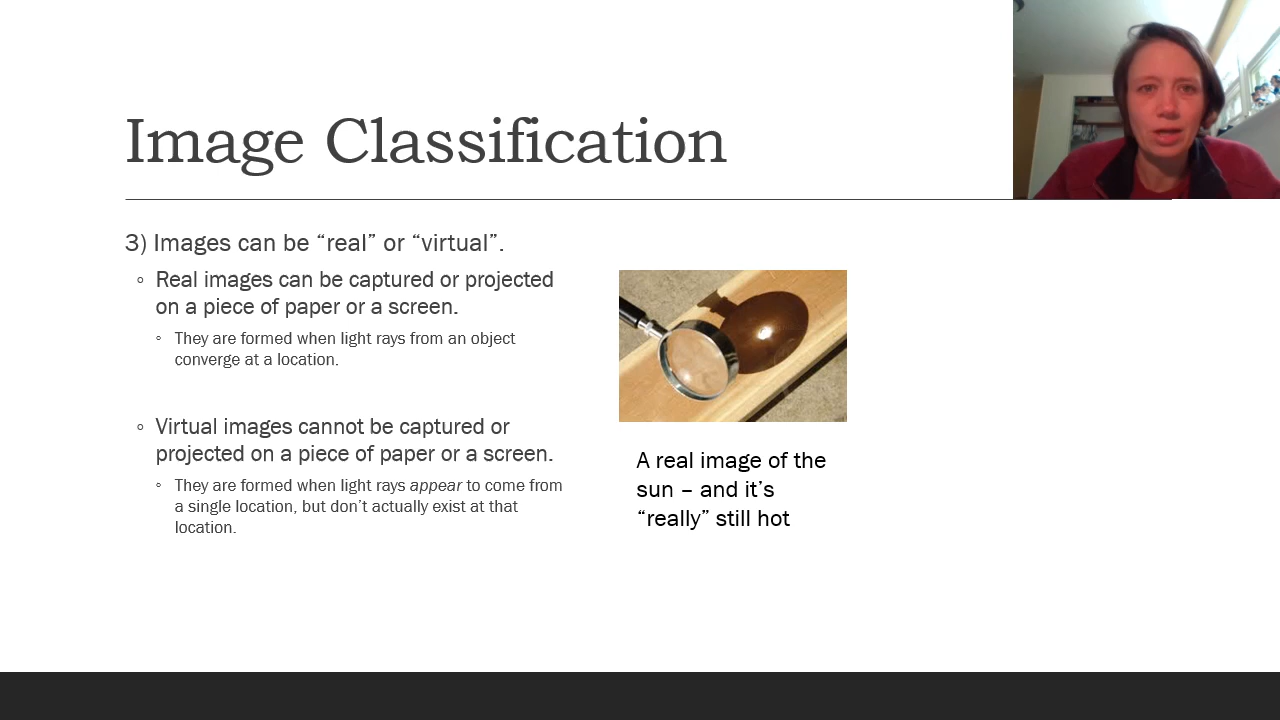 Image Classification
3) Images can be “real” or “virtual”.
◦ Real images can be captured or projected
on a piece of paper or a screen.
◦ They are formed when light rays from an object
converge at a location.
◦ Virtual images cannot be captured or
projected on a piece of paper or a screen.
◦ They are formed when light rays appear to come from
a single location, but don’t actually exist at that
location.
A real image of the
sun – and it’s
“really” still hot